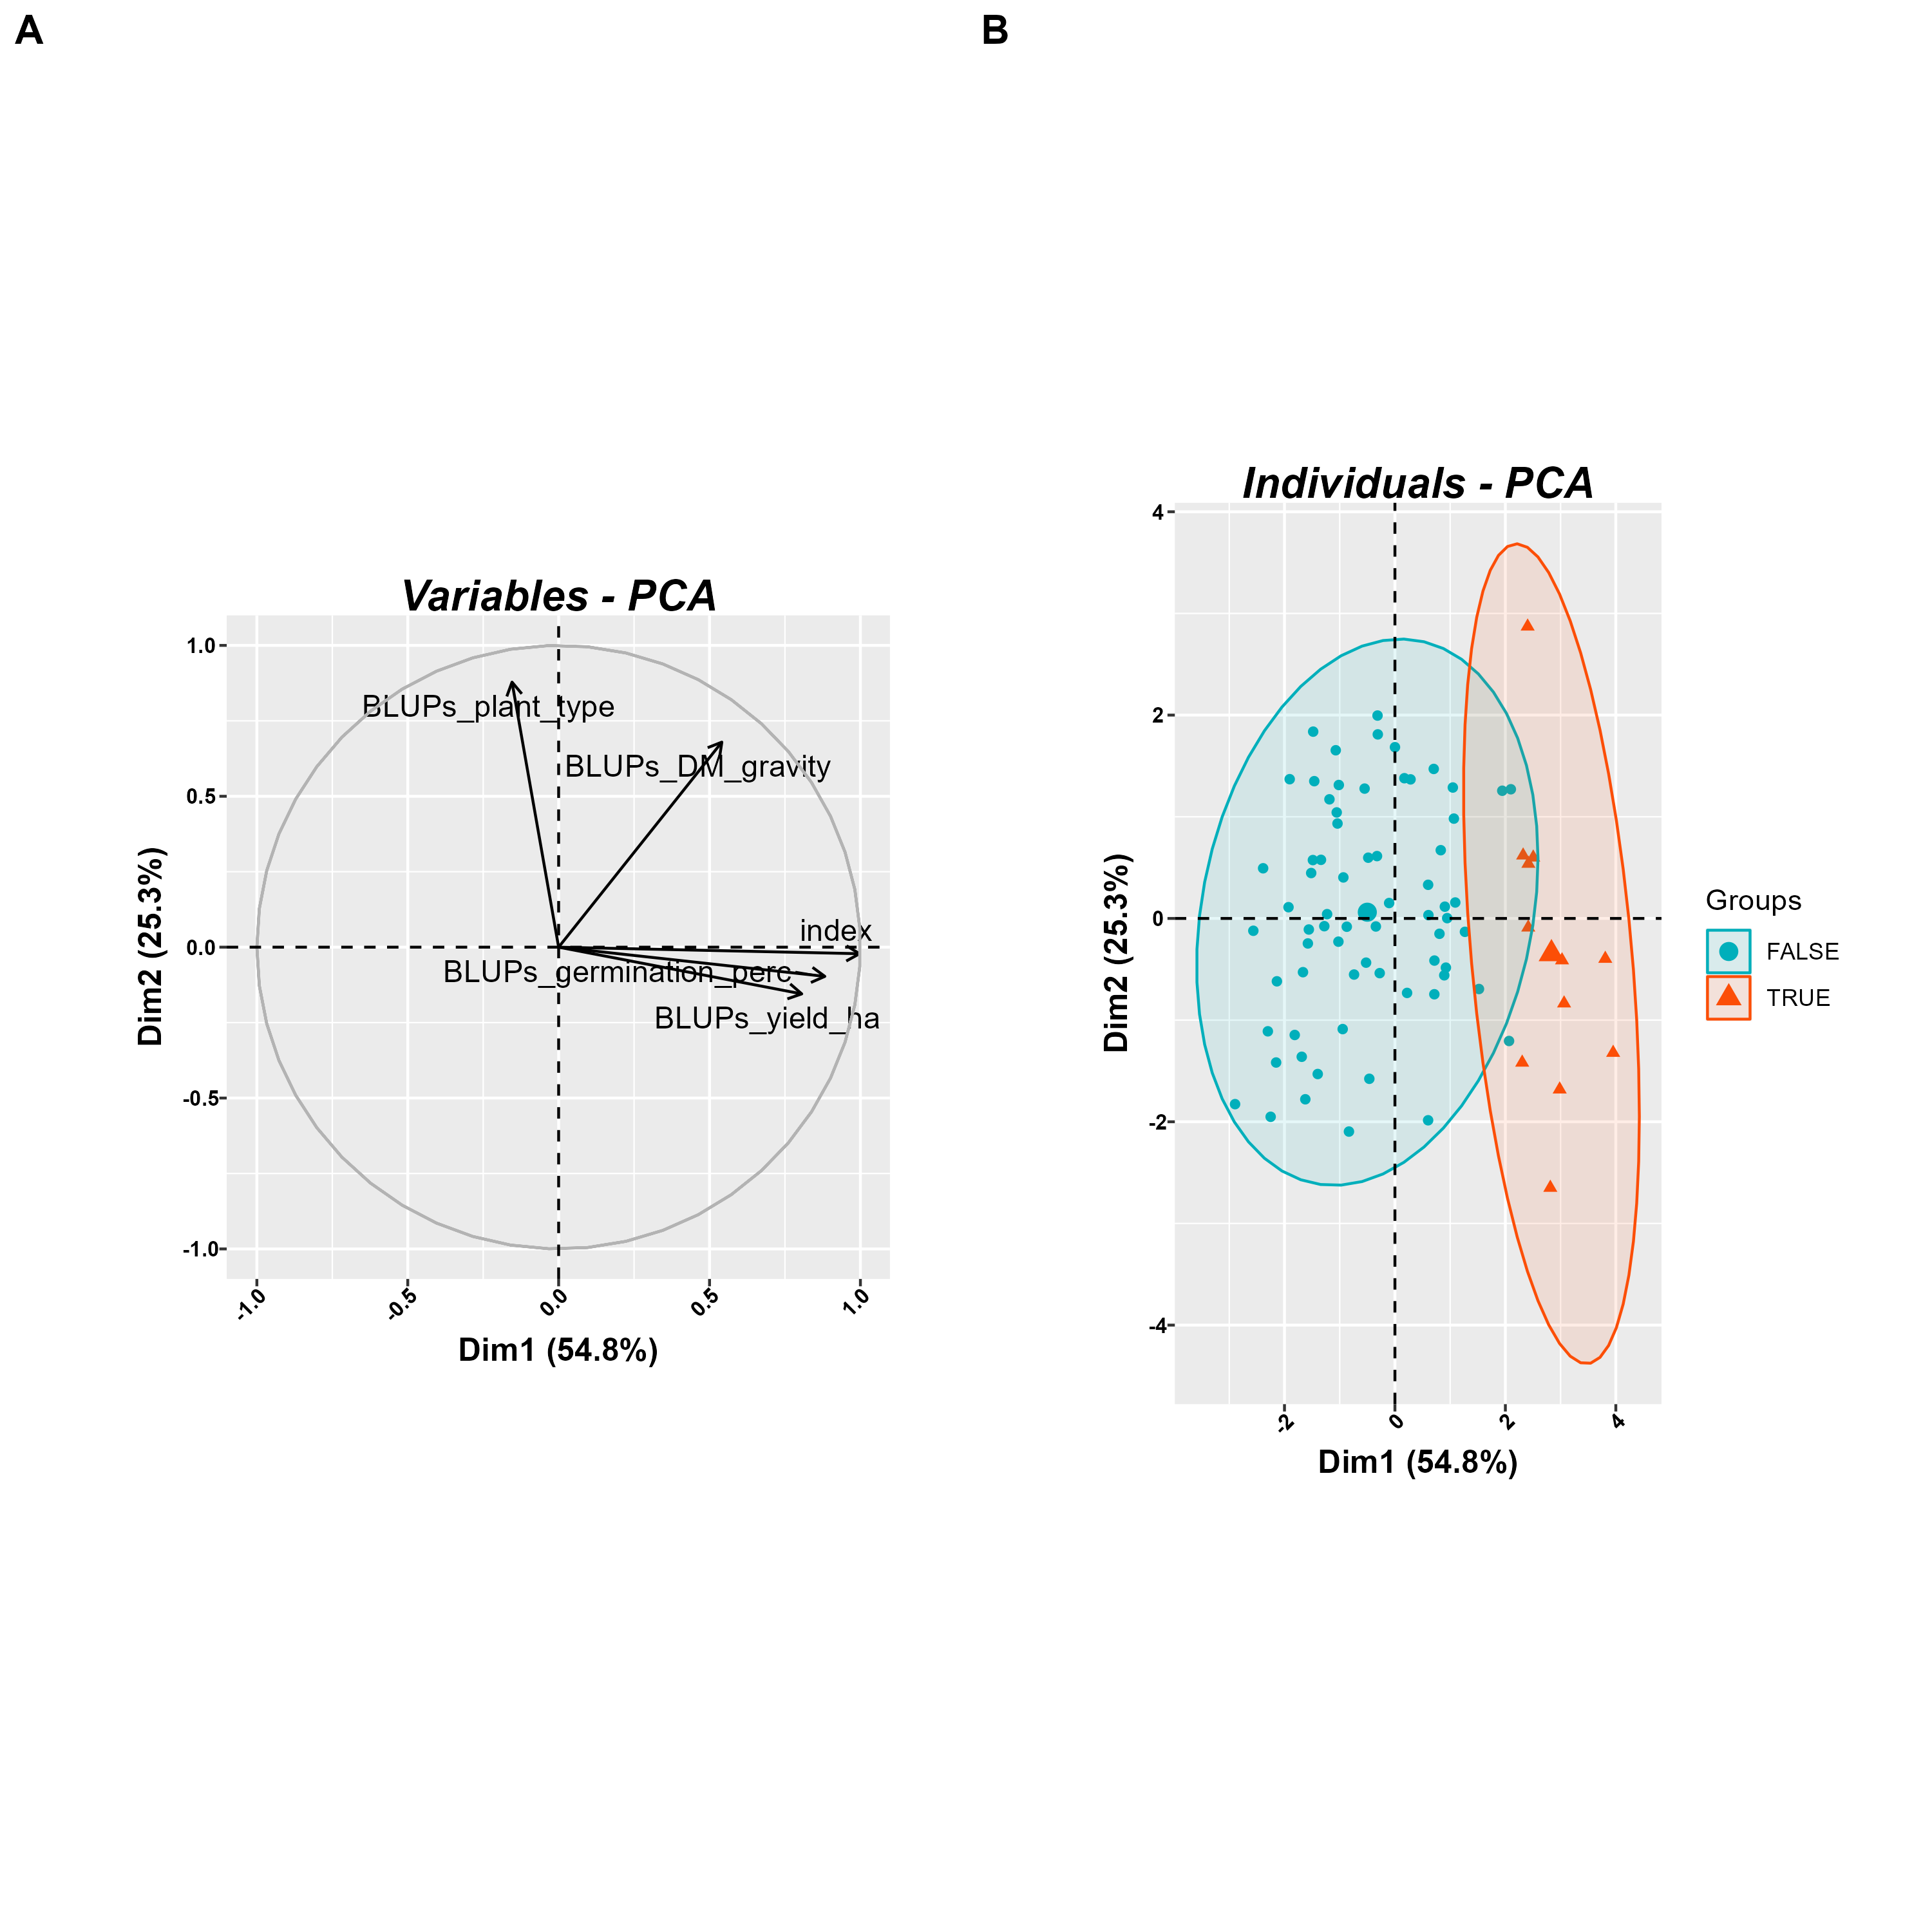 A
B
Variables - PCA
1.0
0.5
0.0
-0.5
-1.0
Dim2 (25.3%)
BLUPs_plant_type
BLUPs_DM_gravity
index
BLUPs_germination_perc
BLUPs_yield_ha
-1.0
-0.5
0.0
0.5
1.0
Dim1 (54.8%)
Individuals - PCA
4
2
0
-2
-4
Dim2 (25.3%)
-2
0
2
4
Dim1 (54.8%)
Groups
FALSE
TRUE